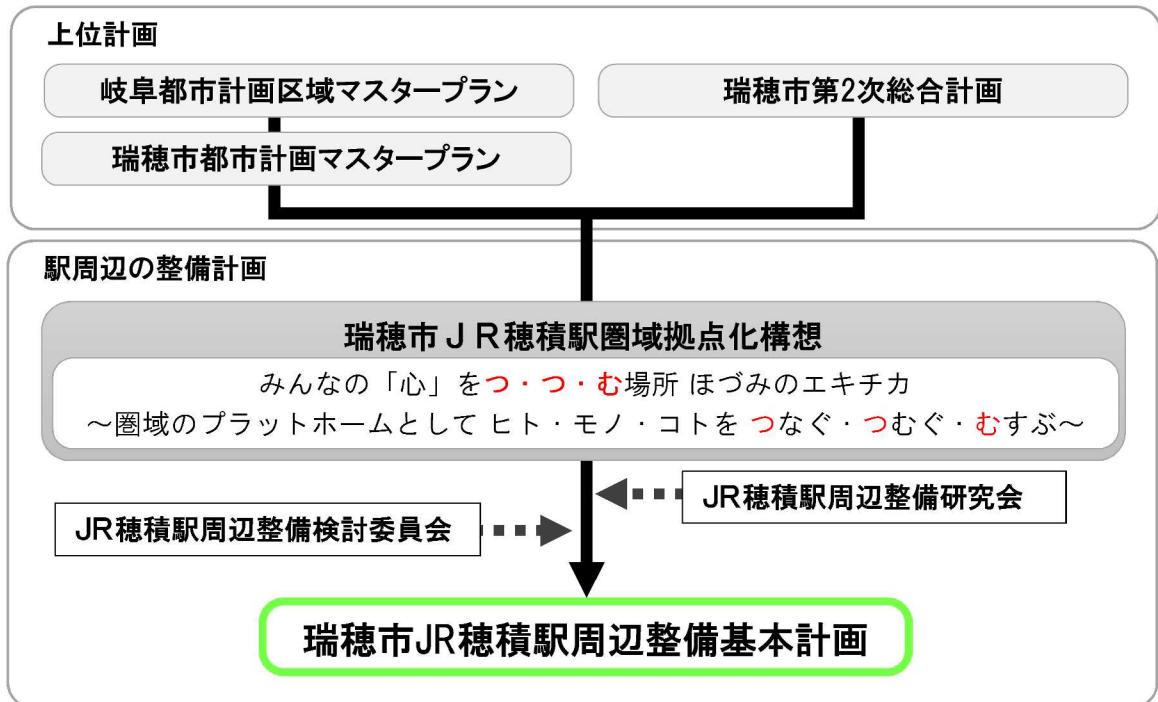 上位計画
岐阜都市計画区域マスタープラン
瑞穂市第2次総合計画
瑞穂市都市計画マスタープラン
駅周辺の整備計画
瑞穂市JR穂積駅圏域拠点化構想
みんなの「心」をつ・つ・む場所 ほづみのエキチカ
～圏域のプラットホームとして ヒト・モノ・コトを つなぐ・つむぐ・むすぶ～
JR穂積駅周辺整備研究会
JR穂積駅周辺整備検討委員会
瑞穂市JR穂積駅周辺整備基本計画